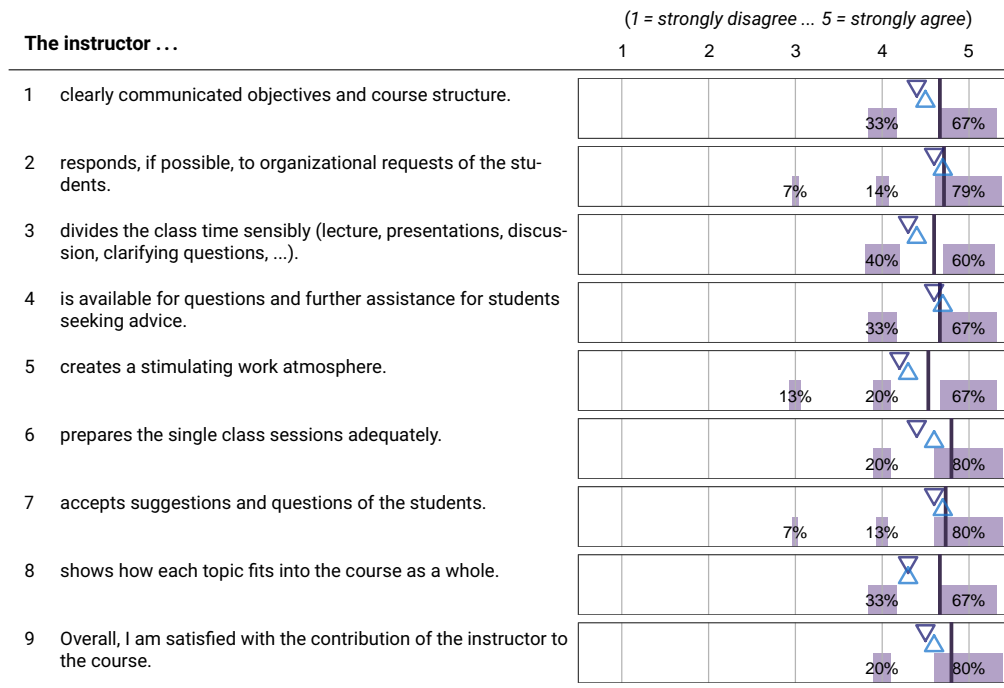 (1 = strongly disagree ... 5 = strongly agree)
The instructor ... 1 2 3 4 5
1 clearly communicated objectives and course structure.
33% 67%
2 responds, if possible, to organizational requests of the stu-
dents.
7% 14% 79%
3 divides the class time sensibly (lecture, presentations, discus-
sion, clarifying questions, ...).
40% 60%
4 is available for questions and further assistance for students
seeking advice.
33% 67%
5 creates a stimulating work atmosphere.
13% 20% 67%
6 prepares the single class sessions adequately.
20% 80%
7 accepts suggestions and questions of the students.
7% 13% 80%
8 shows how each topic fits into the course as a whole.
33% 67%
9 Overall, I am satisfied with the contribution of the instructor to
the course.
20% 80%